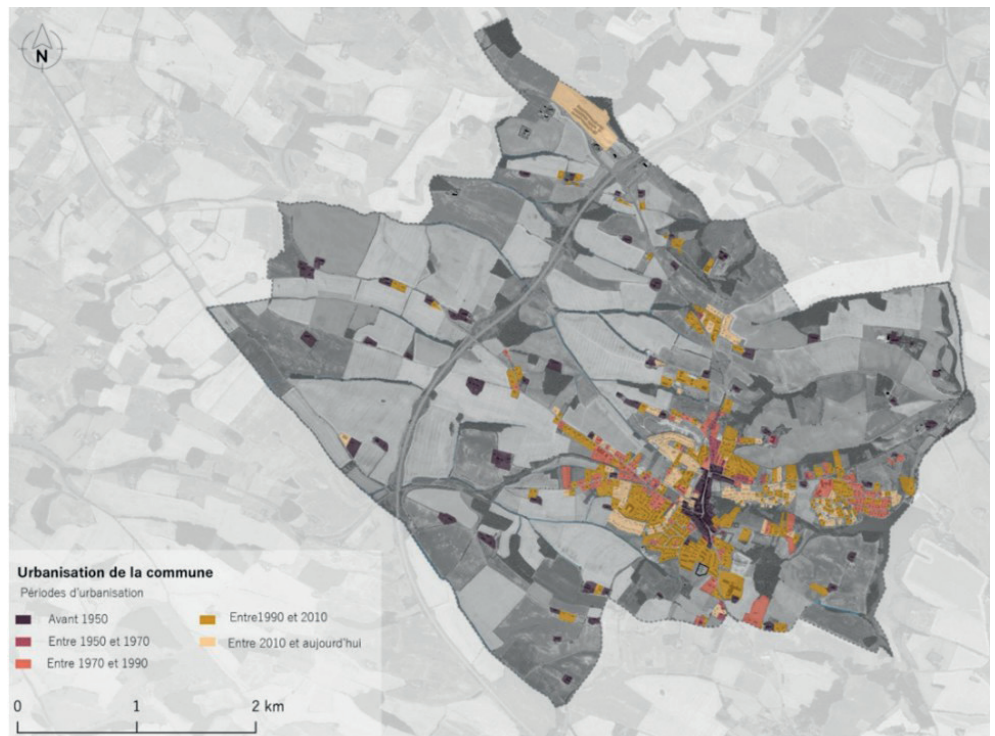 N
Urbanisation de la commune
Périodes d'urbanisation
Avant 1950
Entre 1950 et 1970
Entre 1970 et 1990
Entre1990 et 2010
Entre 2010 et aujourd'hui
0 1 2 km